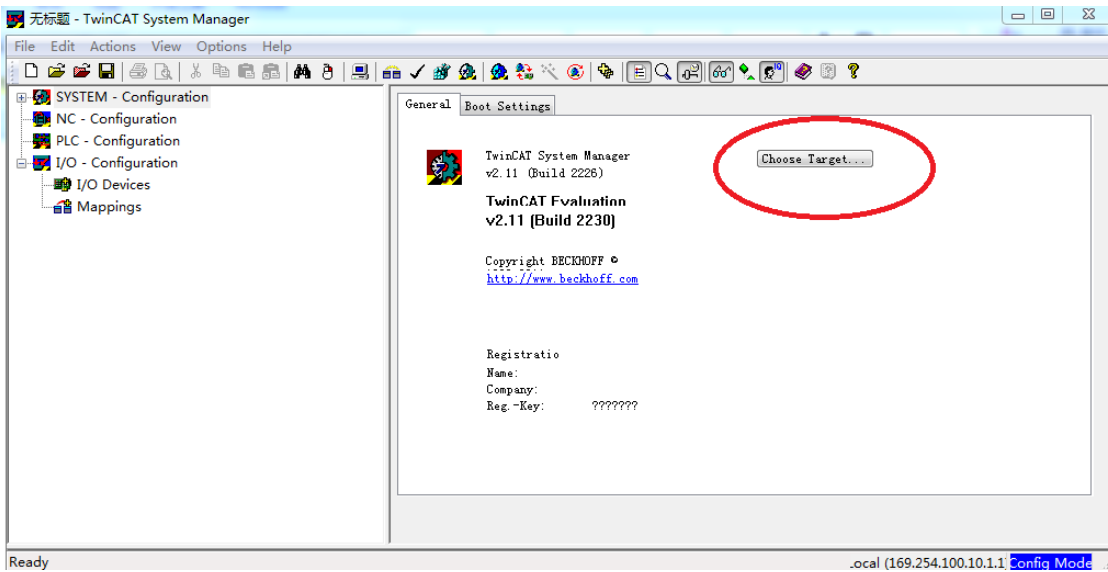 无标题 - TwinCAT System Manager
File Edit Actions View Options Help
SYSTEM - Configuration
NC - Configuration
PLC - Configuration
I/O - Configuration
I/O Devices
Mappings
General Boot Settings
TwinCAT System Manager
v2.11 (Build 2226)
Choose Target...
TwinCAT Evaluation
v2.11 (Build 2230)
Copyright BECKHOFF ©
http://www.beckhoff.com
Registratio
Name:
Company:
Reg.-Key: ???????
Ready
ocal (169.254.100.10.1.1) Config Mode